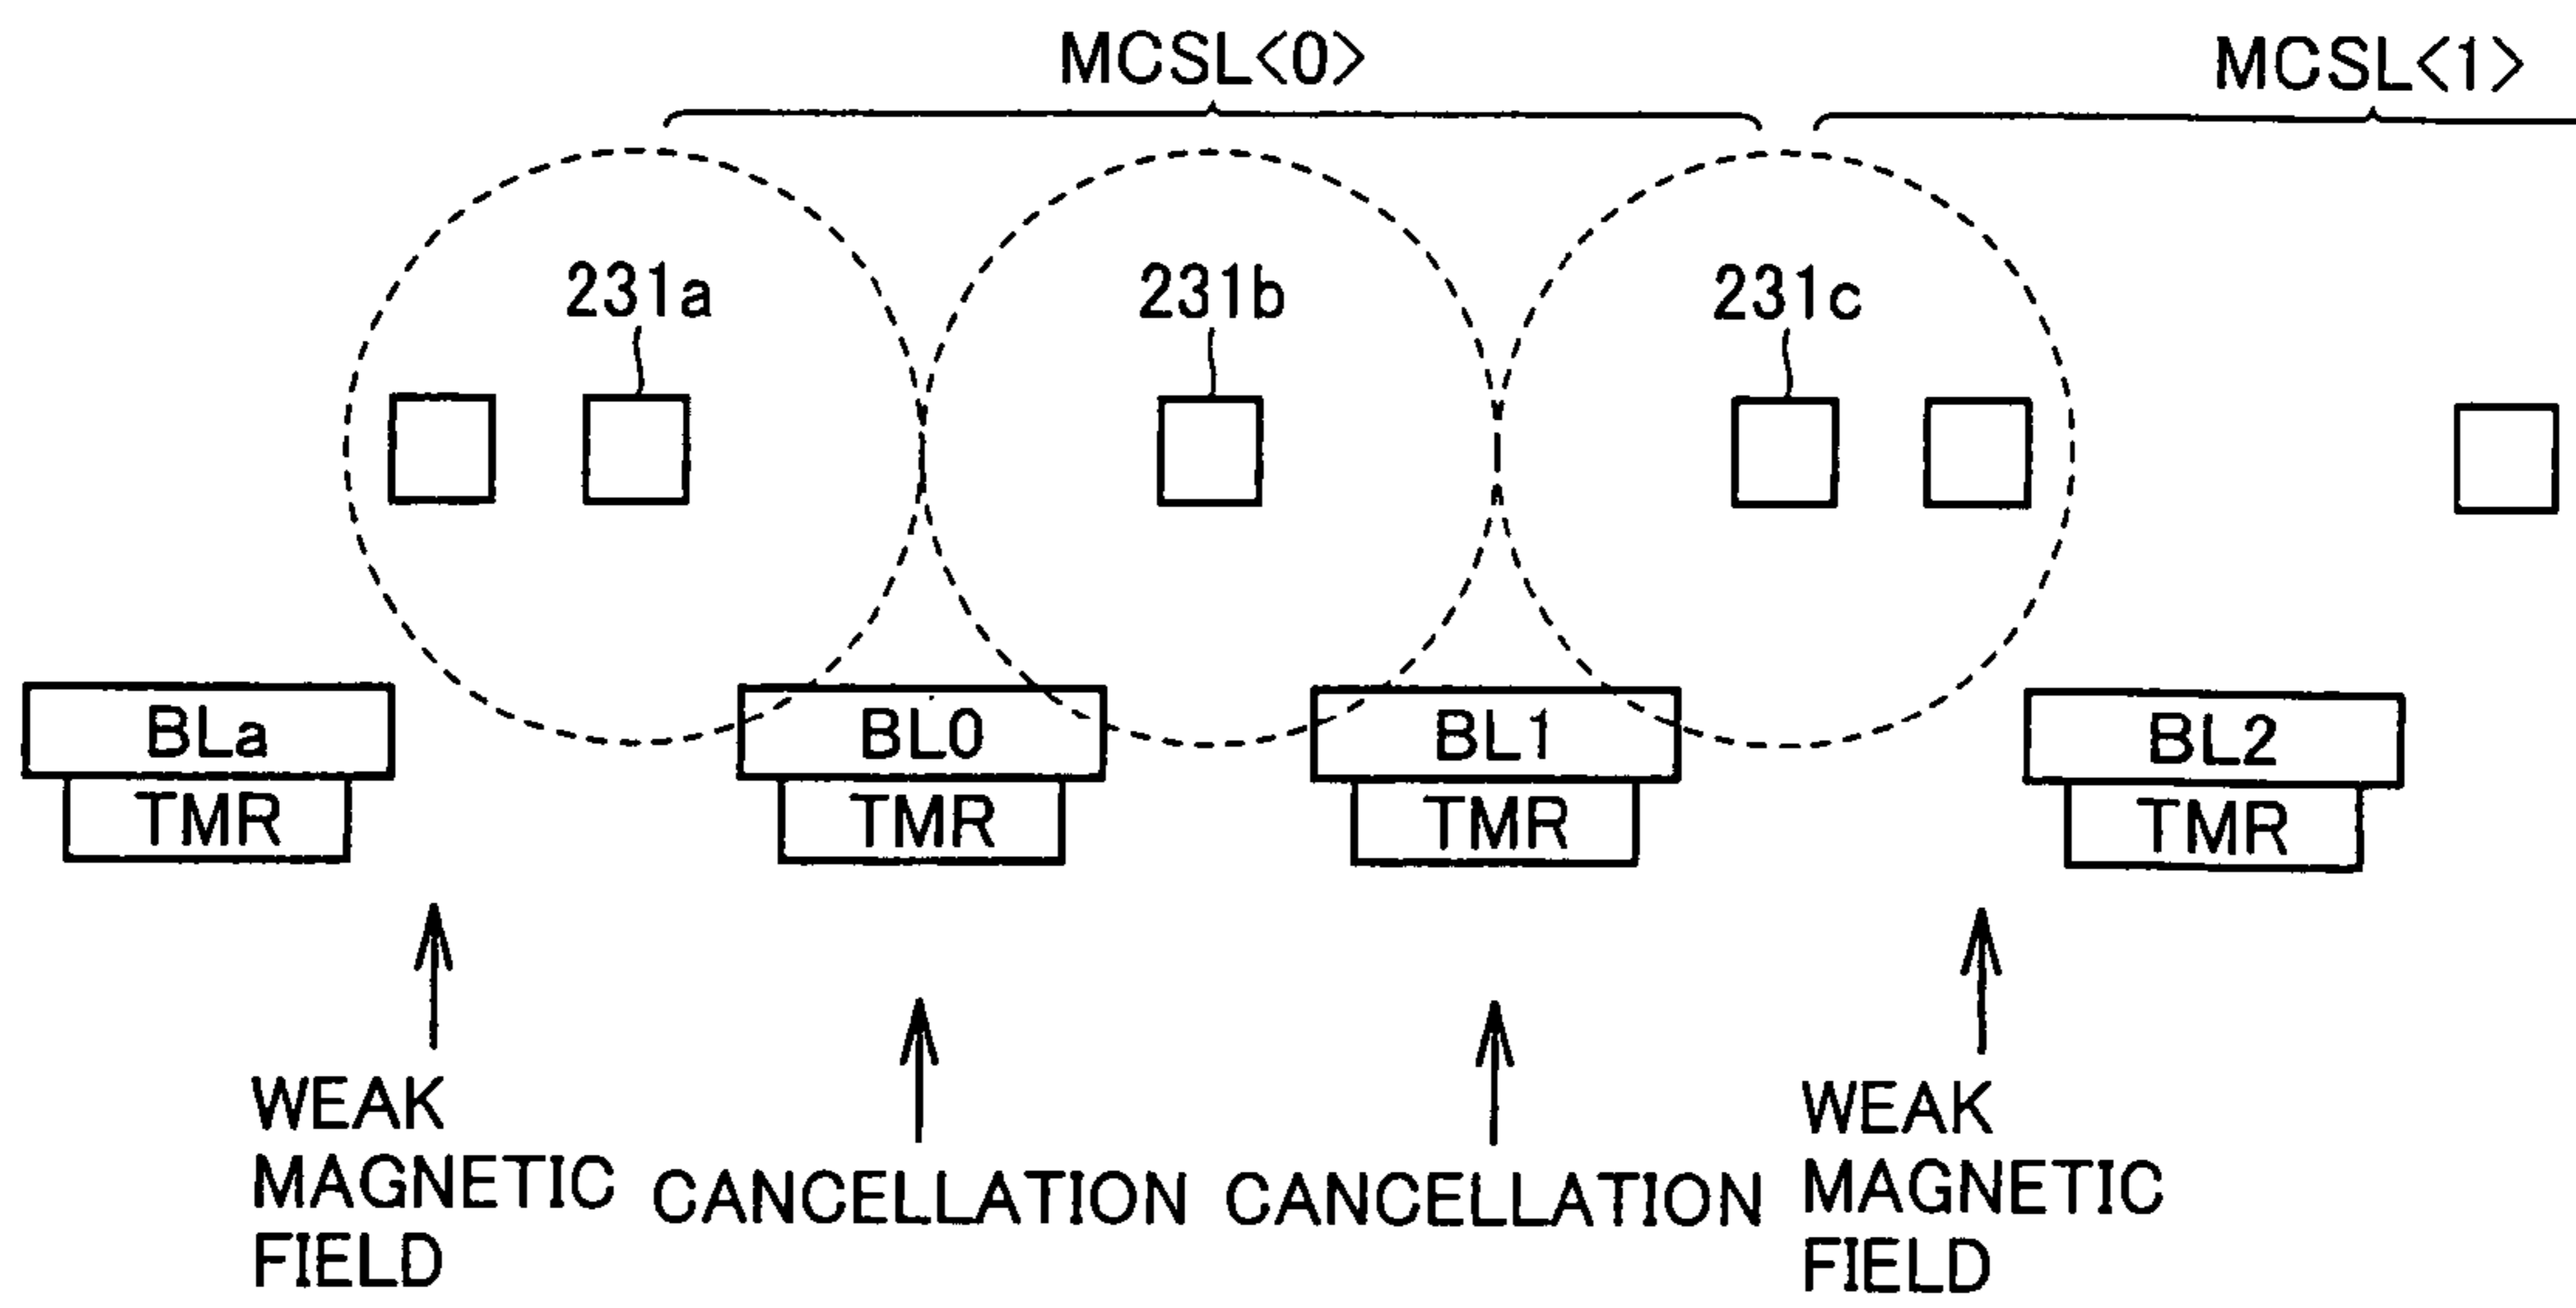 MCSL<0> MCSL<1>
231a 231b 231c
BLa BL0 BL1 BL2
TMR TMR TMR TMR
WEAK
MAGNETIC
FIELD
CANCELLATION
CANCELLATION
WEAK
MAGNETIC
FIELD